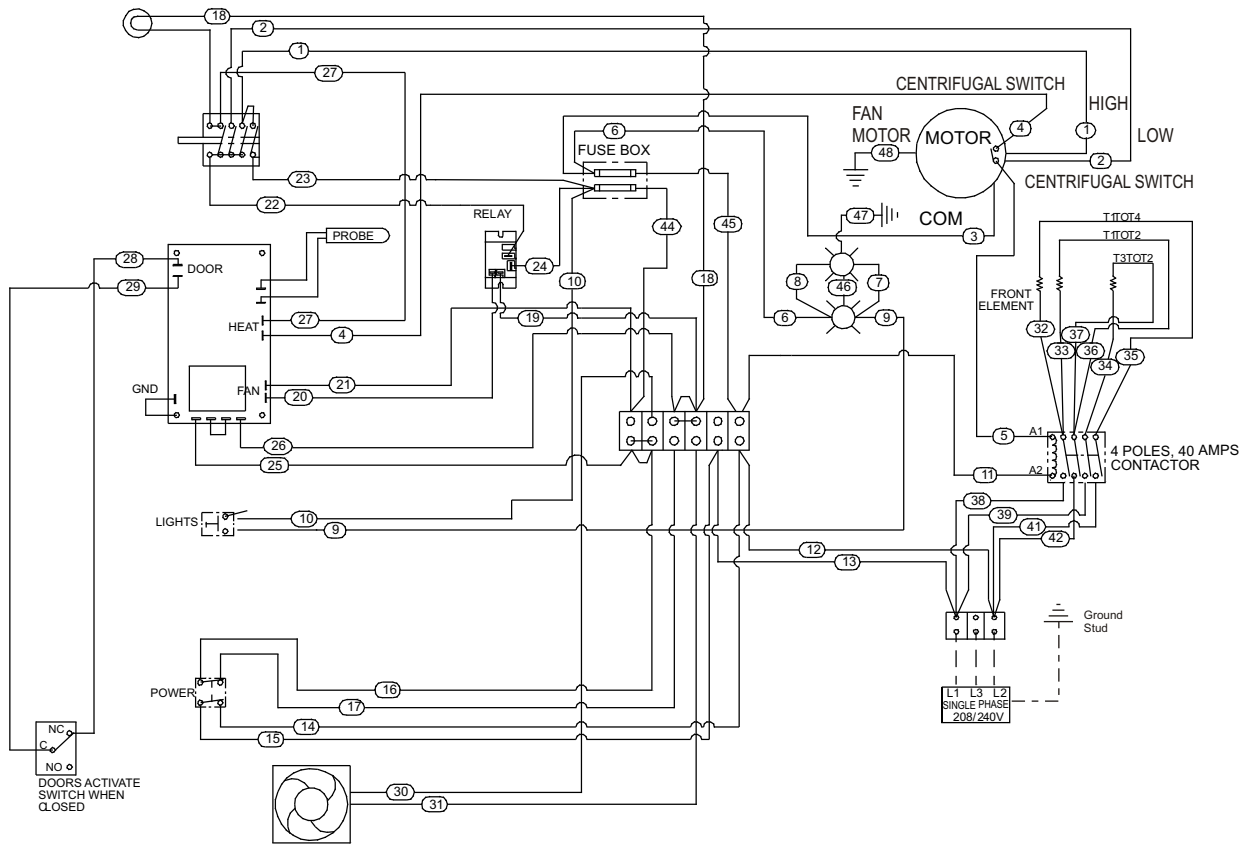 18
2
1
27
CENTRIFUGAL SWITCH
HIGH
FAN
MOTOR
MOTOR
4
6
1
LOW
FUSE BOX
48
2
23
CENTRIFUGAL SWITCH
22
RELAY
47
COM
44
45
T1TOT4
3
PROBE
T1TOT2
28
DOOR
24
T3TOT2
29
10
18
8
46
7
FRONT
ELEMENT
HEAT
27
19
6
9
32
37
4
33
36
35
34
21
GND
FAN
20
5
A1
26
4 POLES, 40 AMPS
CONTACTOR
25
11
A2
38
LIGHTS
10
39
9
41
42
12
13
Ground
Stud
16
POWER
17
L1 L3 L2
SINGLE PHASE
208/240V
14
NC
15
C
NO
DOORS ACTIVATE
SWITCH WHEN
CLOSED
30
31